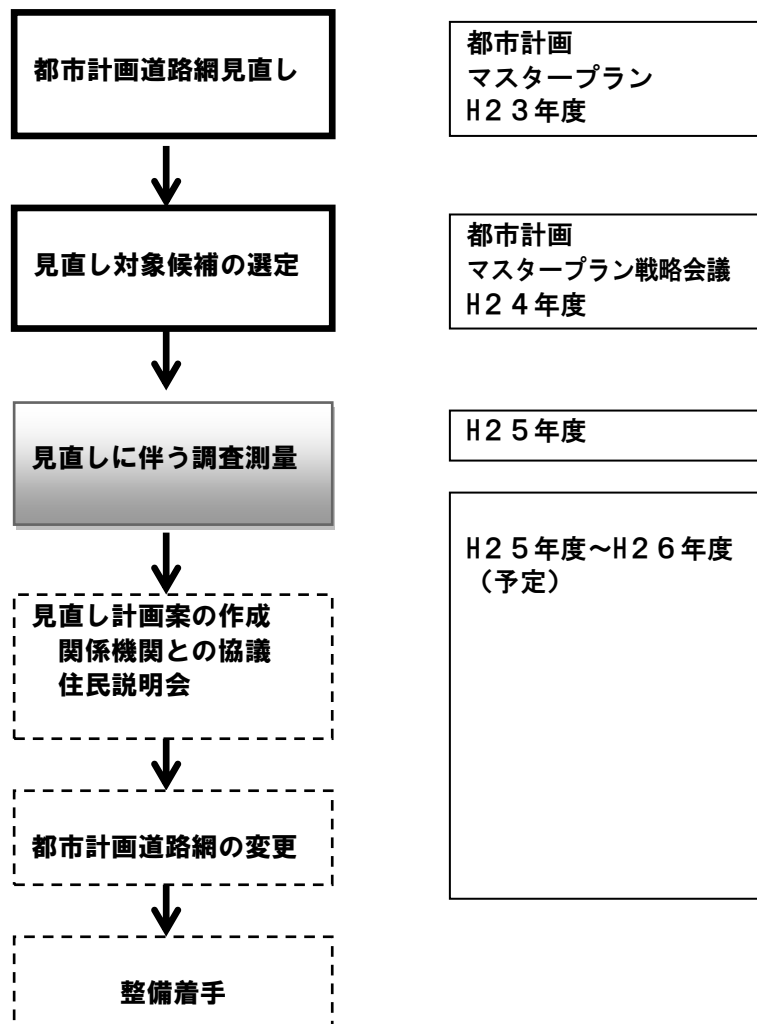 都市計画道路網見直し
都市計画
マスタープラン
H23年度
見直し対象候補の選定
都市計画
マスタープラン戦略会議
H24年度
見直しに伴う調査測量
H25年度
H25年度~H26年度
(予定)
見直し計画案の作成
関係機関との協議
住民説明会
都市計画道路網の変更
整備着手